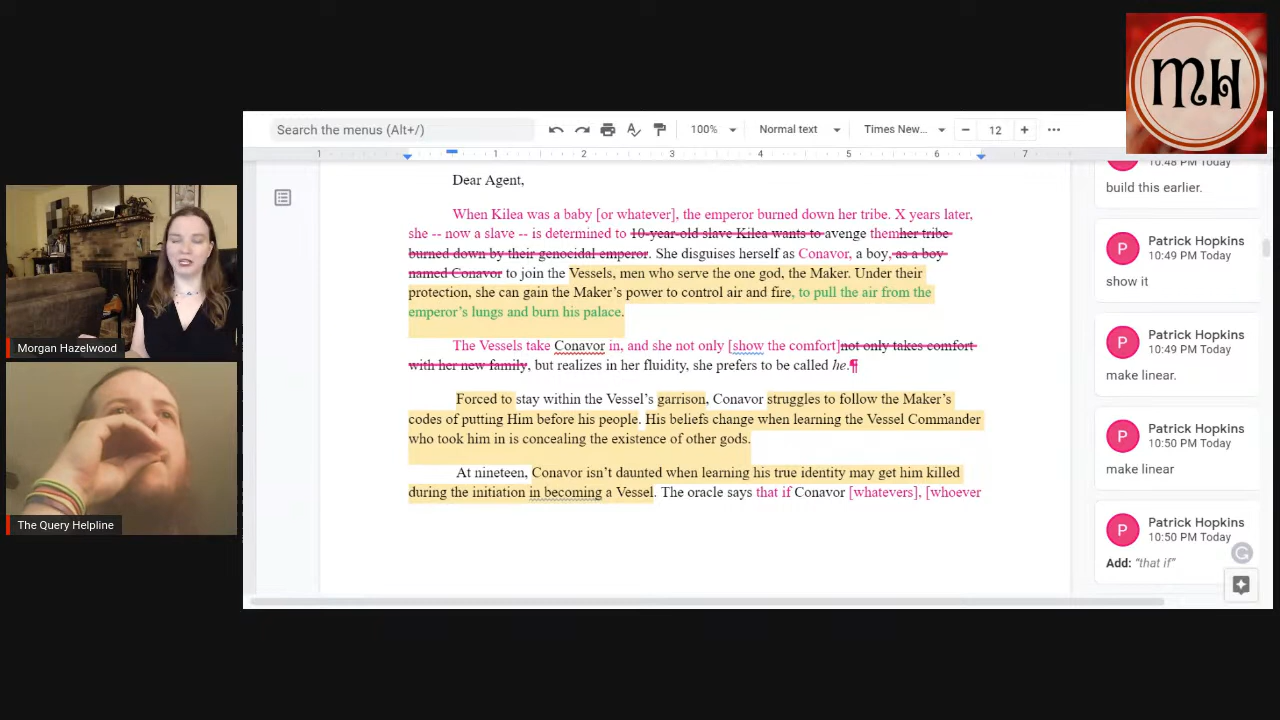 MH
Search the menus (Alt+/)
100%
Normal text
Times New...
12
1 1 2 3 4 5 6 7
Dear Agent,
When Kilea was a baby [or whatever], the emperor burned down her tribe. X years later,
she -- now a slave -- is determined to 10-year-old slave Kilea wants to avenge themher tribe
burned down by their genocidal emperor. She disguises herself as Conavor, a boy, as a boy
named Conavor to join the Vessels, men who serve the one god, the Maker. Under their
protection, she can gain the Maker's power to control air and fire, to pull the air from the
emperor's lungs and burn his palace.
The Vessels take Conavor in, and she not only [show the comfort]not only takes comfort
with her new family, but realizes in her fluidity, she prefers to be called he.¶
Forced to stay within the Vessel's garrison, Conavor struggles to follow the Maker's
codes of putting Him before his people. His beliefs change when learning the Vessel Commander
who took him in is concealing the existence of other gods.
At nineteen, Conavor isn't daunted when learning his true identity may get him killed
during the initiation in becoming a Vessel. The oracle says that if Conavor [whatevers], [whoever
10:48 PM Today
build this earlier.
P
Patrick Hopkins
10:49 PM Today
show it
P
Patrick Hopkins
10:49 PM Today
make linear.
P
Patrick Hopkins
10:50 PM Today
make linear
P
Patrick Hopkins
10:50 PM Today
Add: "that if"
Morgan Hazelwood
The Query Helpline